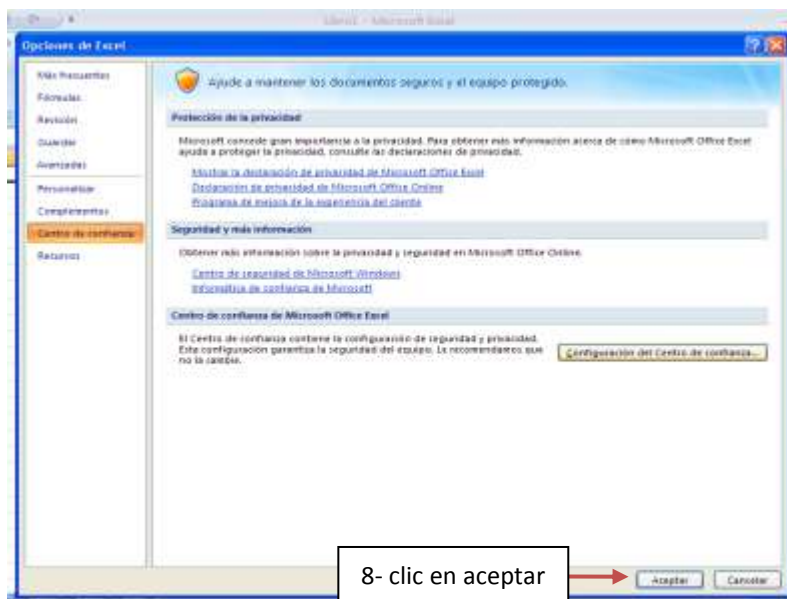 Libro1 - Microsoft Excel
Opciones de Excel
Más frecuentes
Fórmulas
Revisión
Guardar
Avanzadas
Personalizar
Complementos
Centro de confianza
Recursos
Ayude a mantener los documentos seguros y el equipo protegido.
Protección de la privacidad
Microsoft concede gran importancia a la privacidad. Para obtener más información acerca de cómo Microsoft Office Excel
ayuda a proteger la privacidad, consulte las declaraciones de privacidad.
Mostrar la declaración de privacidad de Microsoft Office Excel
Declaración de privacidad de Microsoft Office Online
Programa de mejora de la experiencia del cliente
Seguridad y más información
Obtener más información sobre la privacidad y seguridad en Microsoft Office Online.
Centro de seguridad de Microsoft Windows
Informática de confianza de Microsoft
Centro de confianza de Microsoft Office Excel
El Centro de confianza contiene la configuración de seguridad y privacidad.
Esta configuración garantiza la seguridad del equipo. Le recomendamos que
no la cambie.
Configuración del Centro de confianza...
8- clic en aceptar
Aceptar
Cancelar